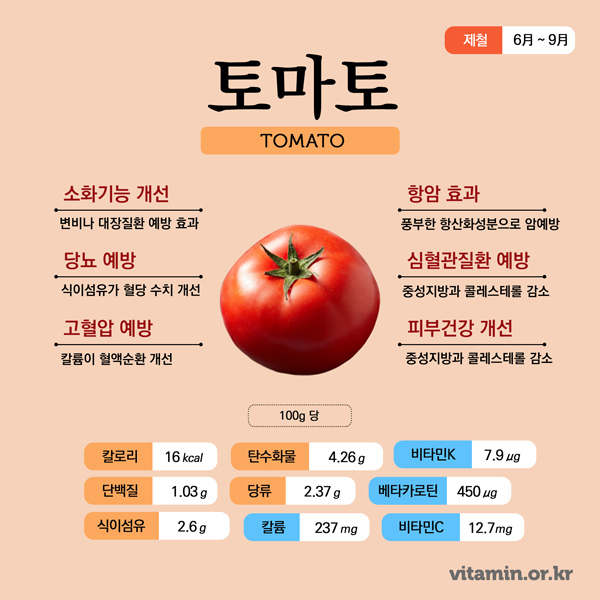 제철 6月 ~ 9月
토마토
TOMATO
소화기능 개선
변비나 대장질환 예방 효과
당뇨 예방
식이섬유가 혈당 수치 개선
고혈압 예방
칼륨이 혈액순환 개선
항암 효과
풍부한 항산화성분으로 암예방
심혈관질환 예방
중성지방과 콜레스테롤 감소
피부건강 개선
중성지방과 콜레스테롤 감소
100g 당
칼로리 16 kcal
탄수화물 4.26 g
비타민K 7.9 μg
단백질 1.03 g
당류 2.37 g
베타카로틴 450 μg
식이섬유 2.6 g
칼륨 237 mg
비타민C 12.7 mg
vitamin.or.kr